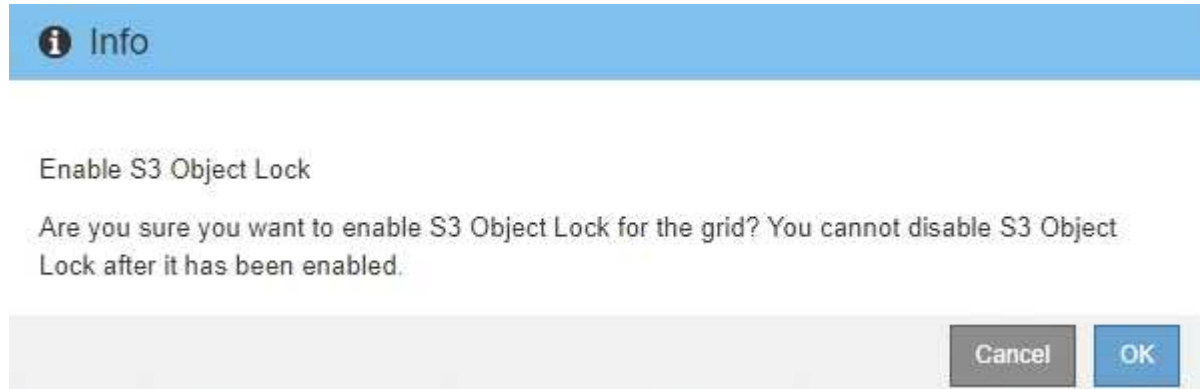 Info
Enable S3 Object Lock
Are you sure you want to enable S3 Object Lock for the grid? You cannot disable S3 Object
Lock after it has been enabled.
Cancel
OK